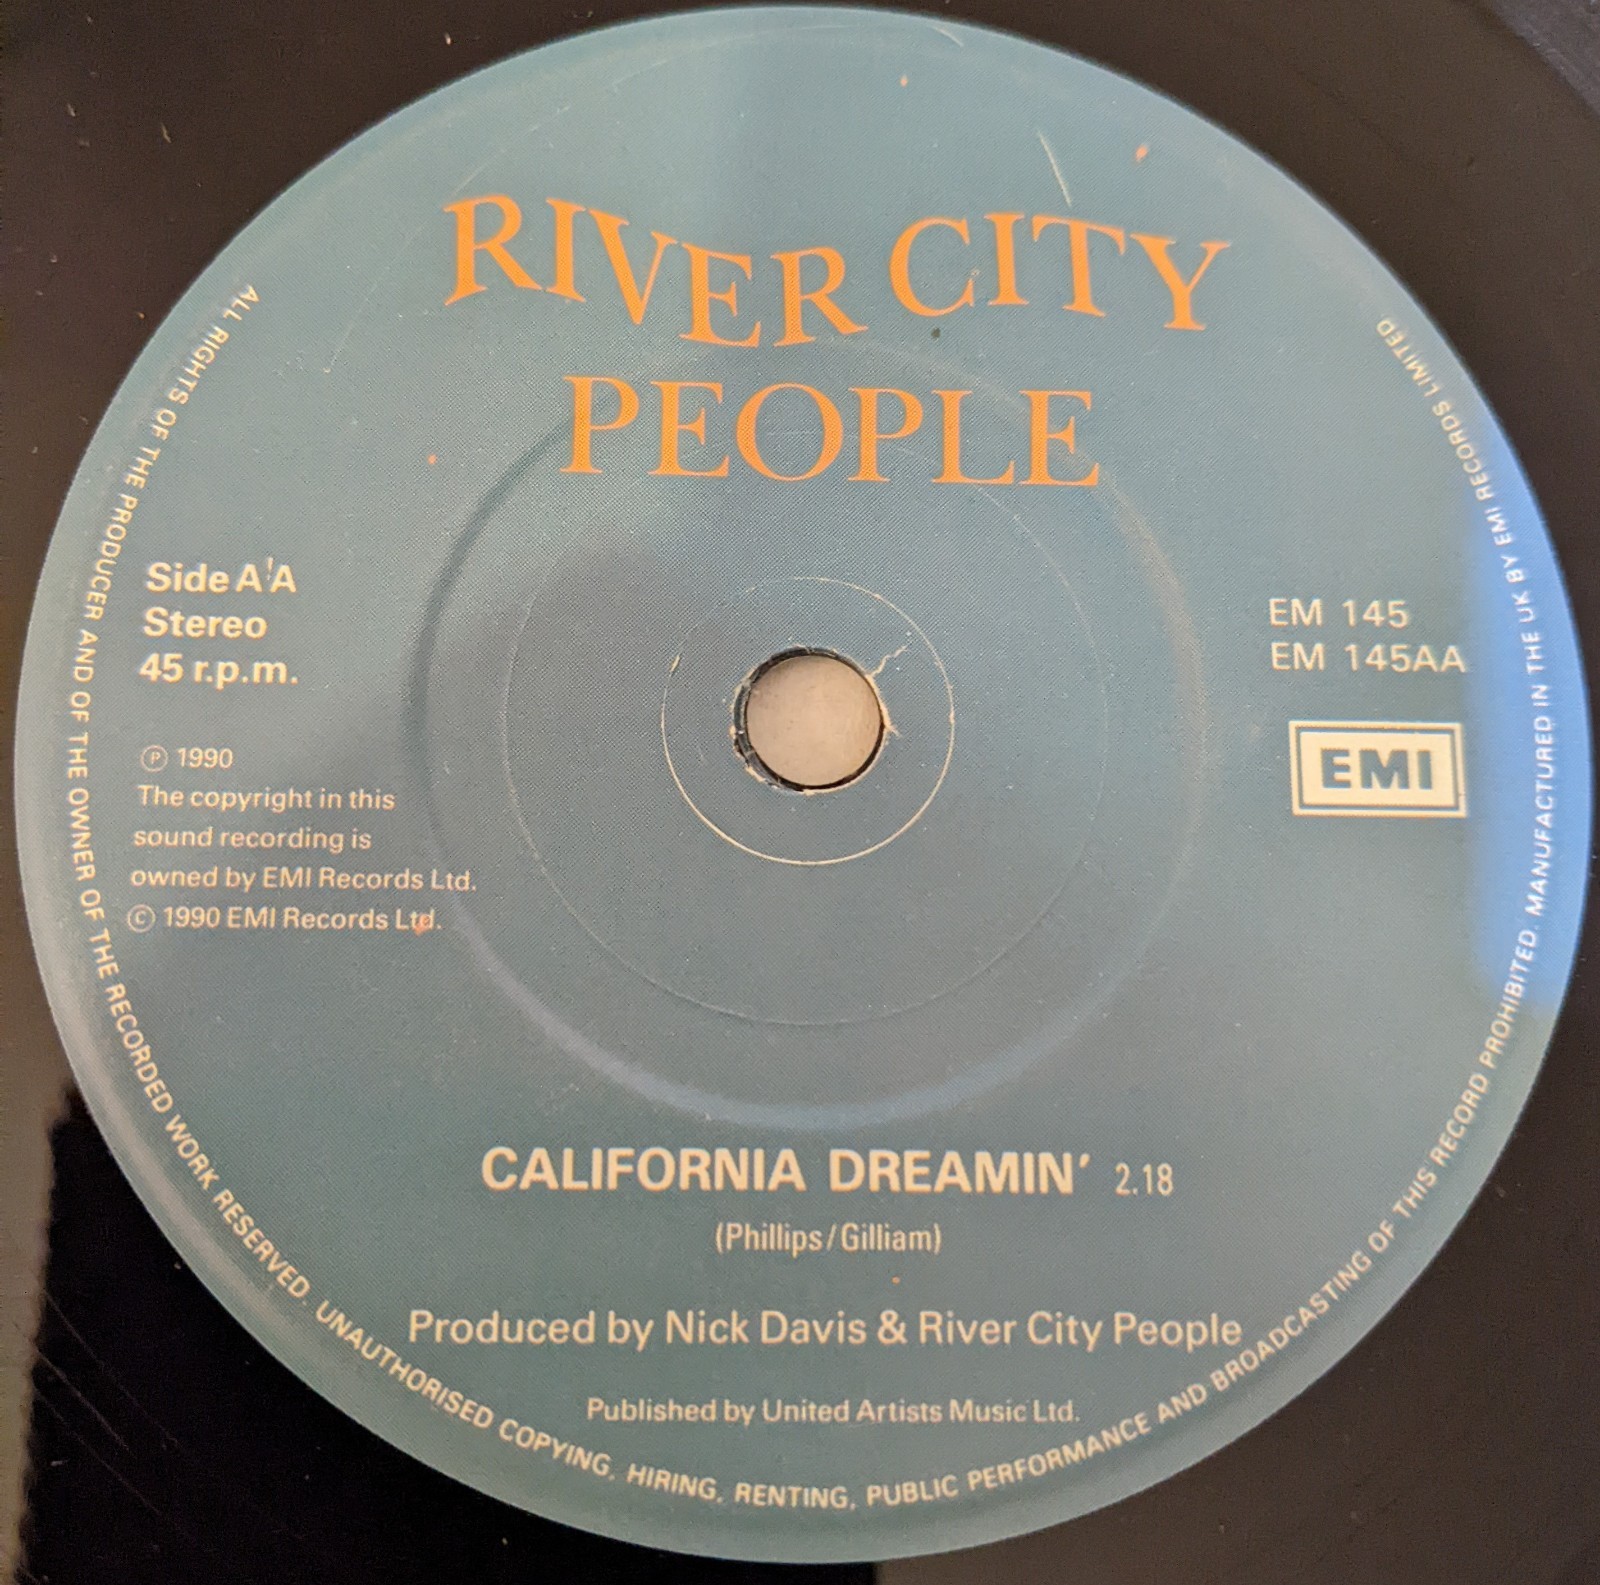 RIVER CITY
PEOPLE
Side A'A
Stereo
45 r.p.m.
Ⓟ 1990
The copyright in this
sound recording is
owned by EMI Records Ltd.
© 1990 EMI Records Ltd.
EM 145
EM 145AA
EMI
CALIFORNIA DREAMIN' 2.18
(Phillips/Gilliam)
Produced by Nick Davis & River City People
Published by United Artists Music Ltd.
ALL RIGHTS OF THE PRODUCER AND OF THE OWNER OF THE RECORDED WORK RESERVED. UNAUTHORISED COPYING, HIRING, RENTING, PUBLIC PERFORMANCE AND BROADCASTING OF THIS RECORD PROHIBITED. MANUFACTURED IN THE UK BY EMI RECORDS LIMITED